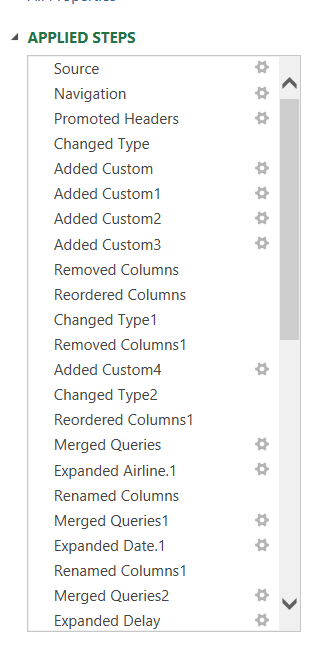 APPLIED STEPS
Source
Navigation
Promoted Headers
Changed Type
Added Custom
Added Custom1
Added Custom2
Added Custom3
Removed Columns
Reordered Columns
Changed Type1
Removed Columns1
Added Custom4
Changed Type2
Reordered Columns1
Merged Queries
Expanded Airline.1
Renamed Columns
Merged Queries1
Expanded Date.1
Renamed Columns1
Merged Queries2
Expanded Delay